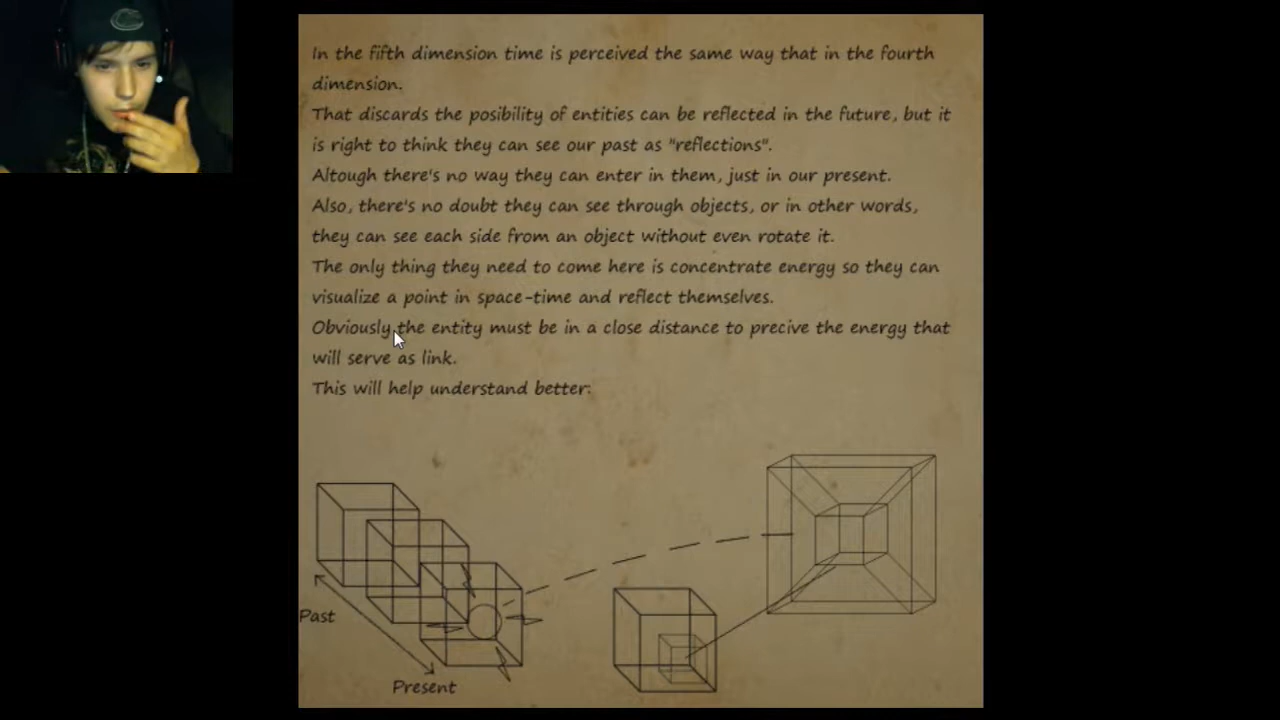 In the fifth dimension time is perceived the same way that in the fourth
dimension.
That discards the posibility of entities can be reflected in the future, but it
is right to think they can see our past as "reflections".
Altough there's no way they can enter in them, just in our present.
Also, there's no doubt they can see through objects, or in other words,
they can see each side from an object without even rotate it.
The only thing they need to come here is concentrate energy so they can
visualize a point in space-time and reflect themselves.
Obviously the entity must be in a close distance to precive the energy that
will serve as link.
This will help understand better:
Past
Present